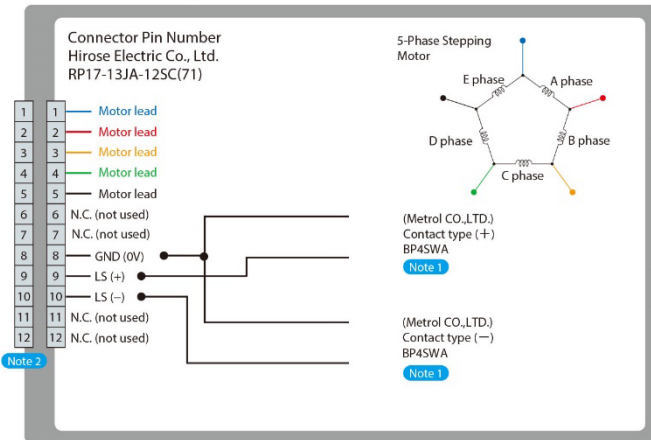 Connector Pin Number
Hirose Electric Co., Ltd.
RP17-13JA-12SC(71)
5-Phase Stepping
Motor
E phase
A phase
D phase
B phase
C phase
1 1 Motor lead
2 2 Motor lead
3 3 Motor lead
4 4 Motor lead
5 5 Motor lead
6 6 N.C. (not used)
7 7 N.C. (not used)
8 8 GND (0V)
9 9 LS (+)
10 10 LS (−)
11 11 N.C. (not used)
12 12 N.C. (not used)
Note 2
(Metrol CO.,LTD.)
Contact type (+)
BP4SWA
Note 1
(Metrol CO.,LTD.)
Contact type (−)
BP4SWA
Note 1